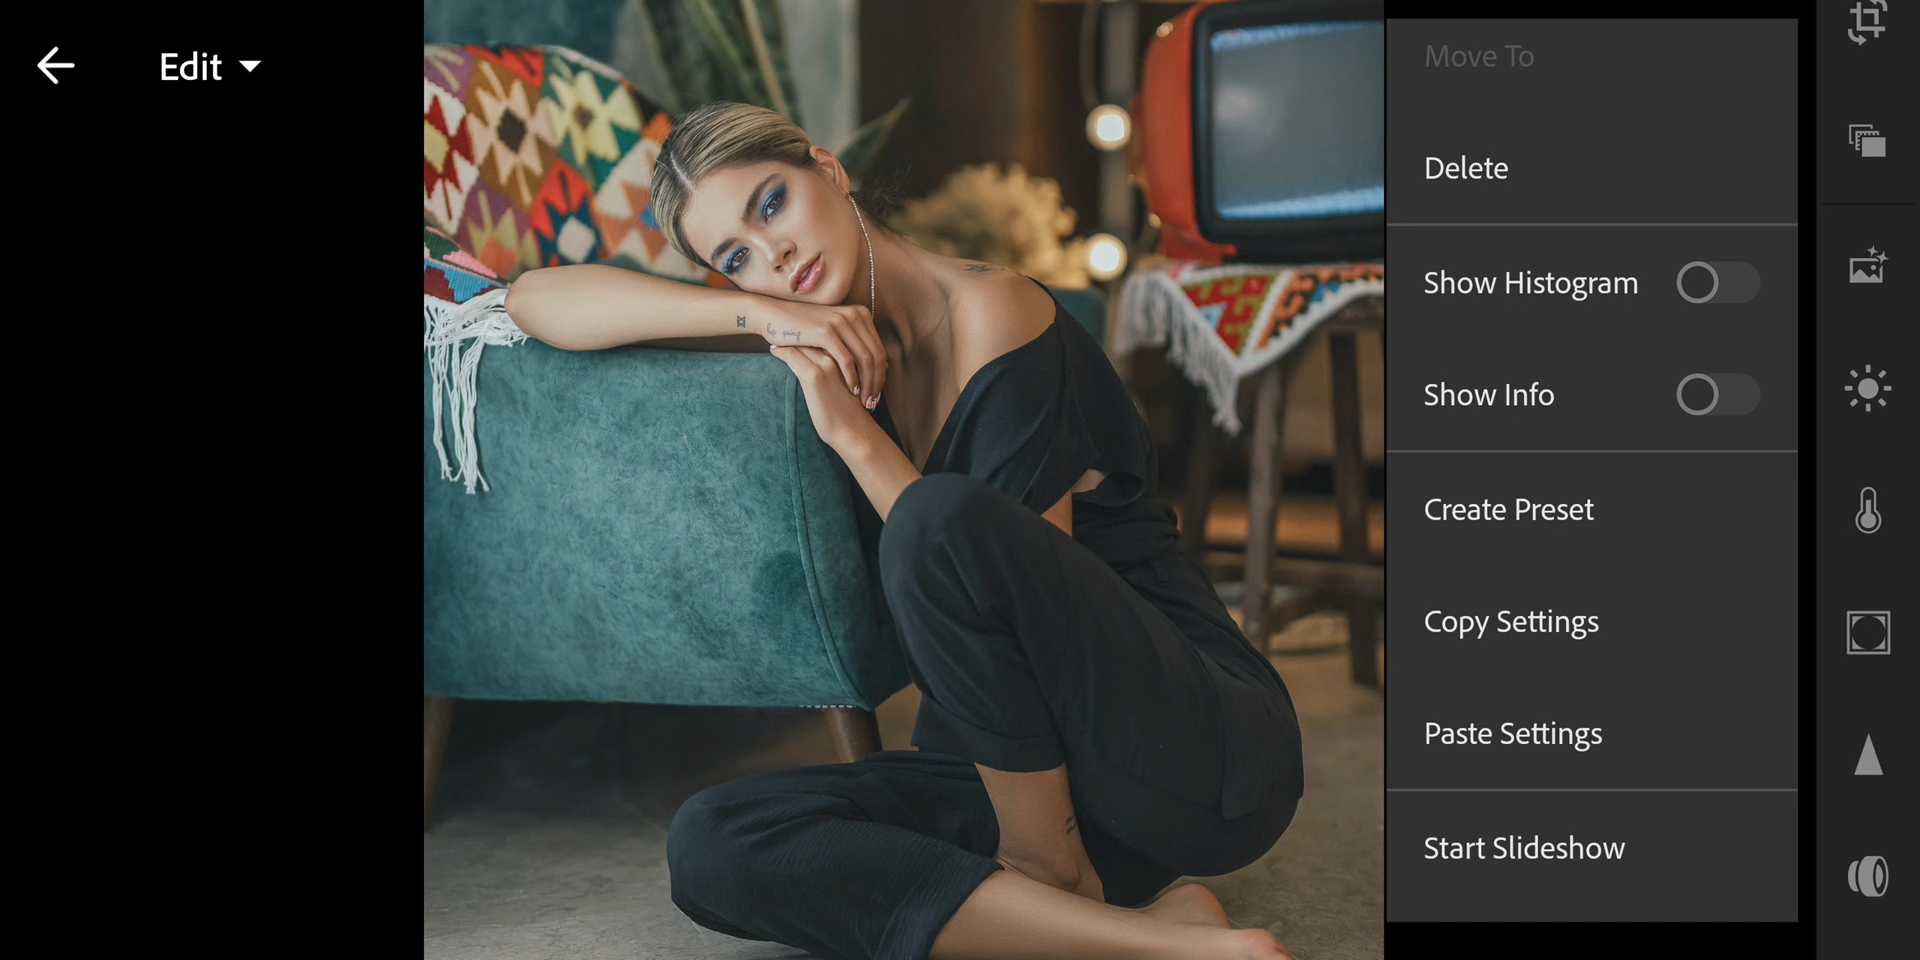 Edit
Move To
Delete
Show Histogram
Show Info
Create Preset
Copy Settings
Paste Settings
Start Slideshow